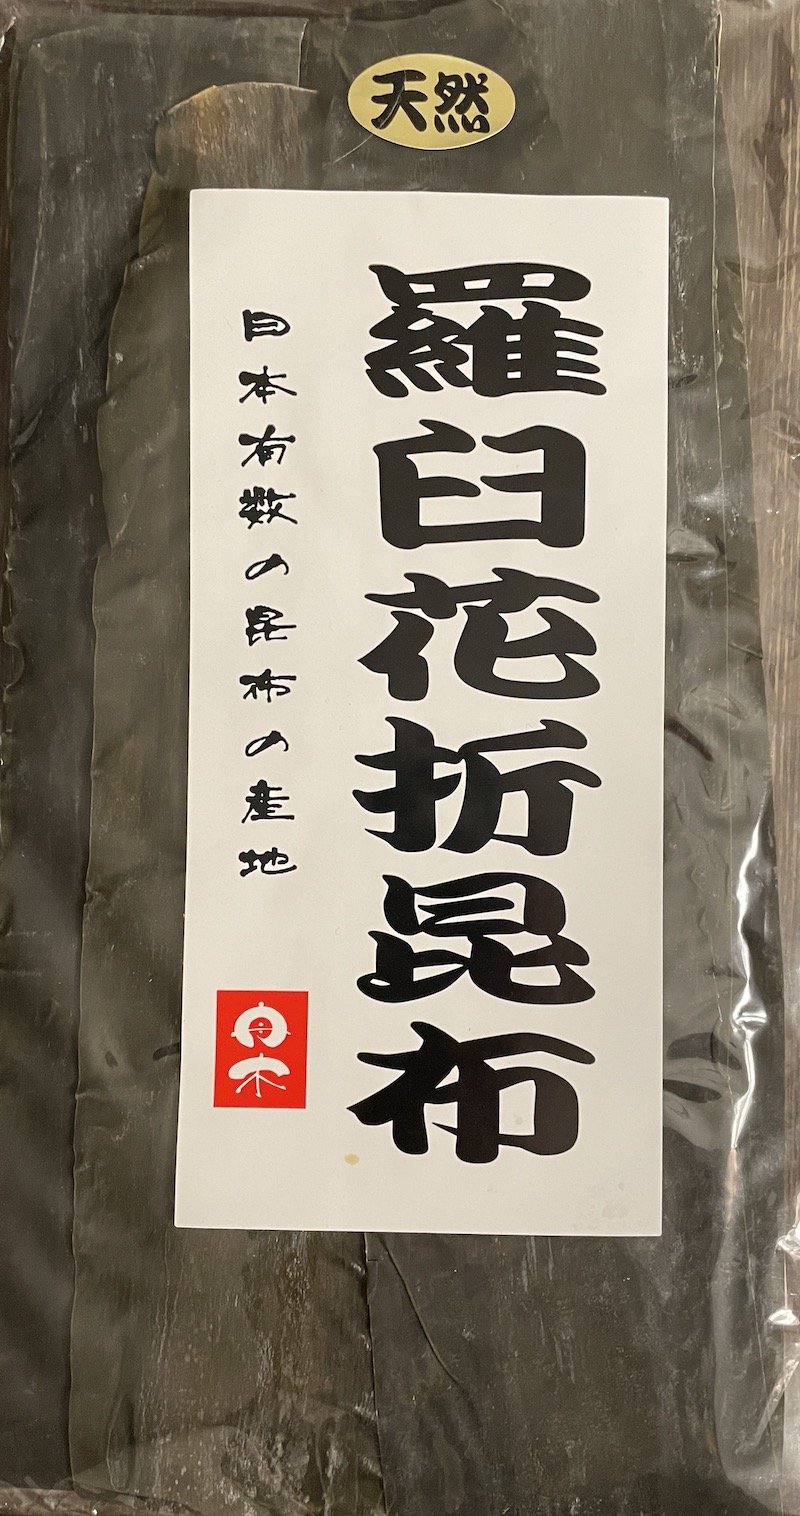 天然
羅臼花折昆布
日本有数の昆布の産地